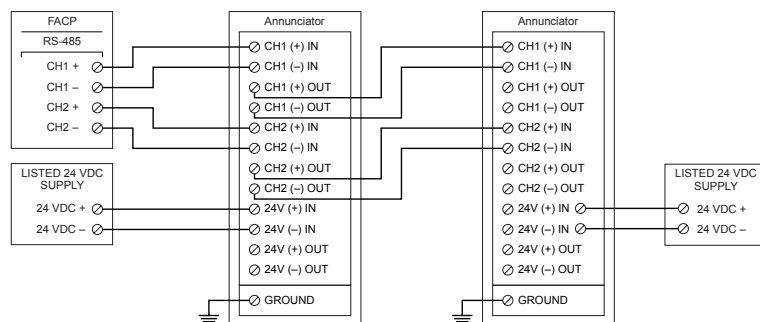 FACP
RS-485
CH1 +
CH1 –
CH2 +
CH2 –
LISTED 24 VDC
SUPPLY
24 VDC +
24 VDC –
Annunciator
CH1 (+) IN
CH1 (–) IN
CH1 (+) OUT
CH1 (–) OUT
CH2 (+) IN
CH2 (–) IN
CH2 (+) OUT
CH2 (–) OUT
24V (+) IN
24V (–) IN
24V (+) OUT
24V (–) OUT
GROUND
Annunciator
CH1 (+) IN
CH1 (–) IN
CH1 (+) OUT
CH1 (–) OUT
CH2 (+) IN
CH2 (–) IN
CH2 (+) OUT
CH2 (–) OUT
24V (+) IN
24V (–) IN
24V (+) OUT
24V (–) OUT
GROUND
LISTED 24 VDC
SUPPLY
24 VDC +
24 VDC –